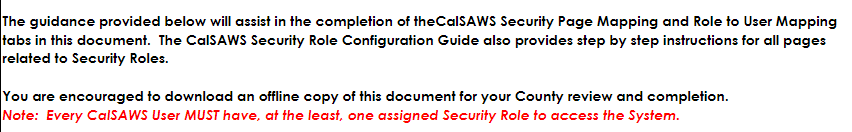 The guidance provided below will assist in the completion of theCalSAWS Security Page Mapping and Role to User Mapping
tabs in this document.  The CalSAWS Security Role Configuration Guide also provides step by step instructions for all pages
related to Security Roles.
You are encouraged to download an offline copy of this document for your County review and completion.
Note:  Every CalSAWS User MUST have, at the least, one assigned Security Role to access the System.